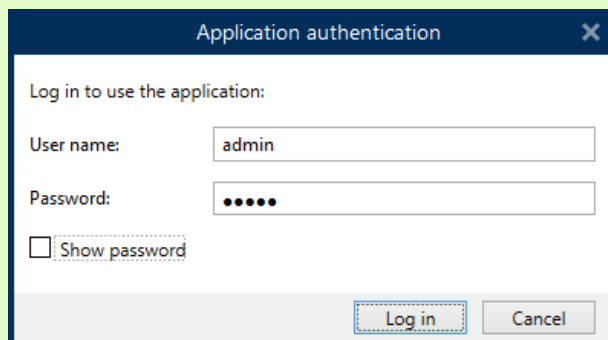 Application authentication
Log in to use the application:
User name: admin
Password: •••••
Show password
Log in Cancel